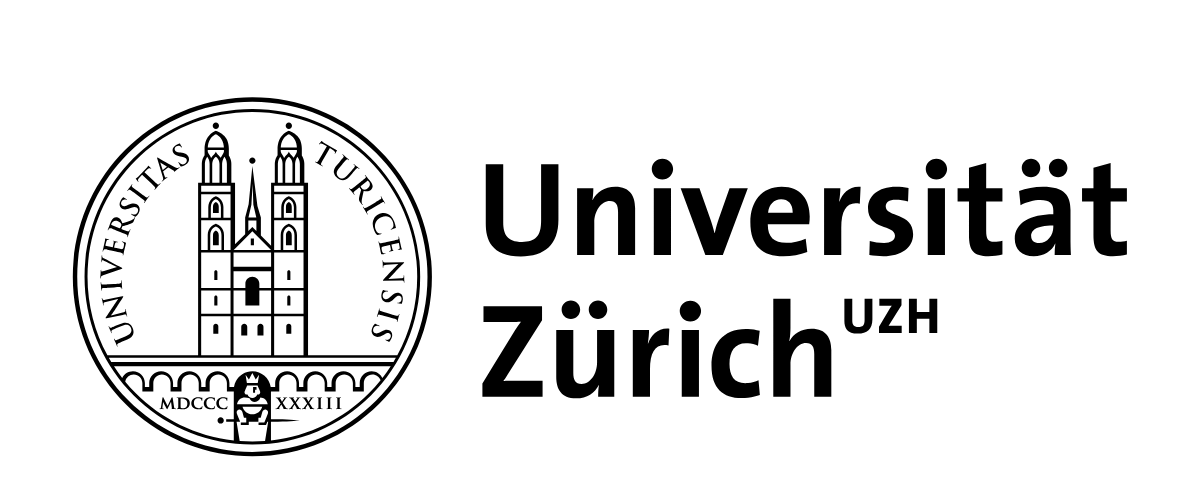 UNIVERSITAS TURICENSIS
MDCCC XXXIII
Universität
Zürich UZH